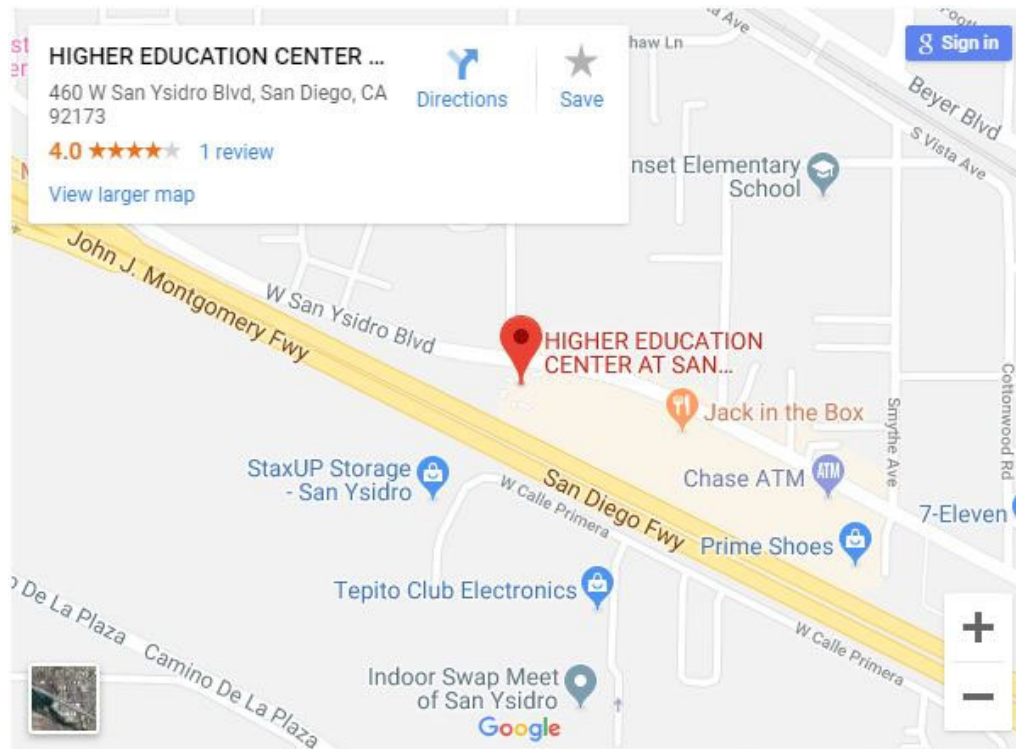 HIGHER EDUCATION CENTER ...
460 W San Ysidro Blvd, San Diego, CA
92173
4.0
1 review
View larger map
Directions
Save
g Sign in
haw Ln
Ave
Beyer Blvd
S Vista Ave
nset Elementary
School
John J. Montgomery Fwy
W San Ysidro Blvd
HIGHER EDUCATION
CENTER AT SAN...
Jack in the Box
Smythe Ave
Cottonwood Rd
StaxUP Storage
- San Ysidro
W Calle Primera
San Diego Fwy
Chase ATM
ATM
7-Eleven
Prime Shoes
Tepito Club Electronics
De La Plaza
Camino De La Plaza
W Calle Primera
Indoor Swap Meet
of San Ysidro
Google
+
−